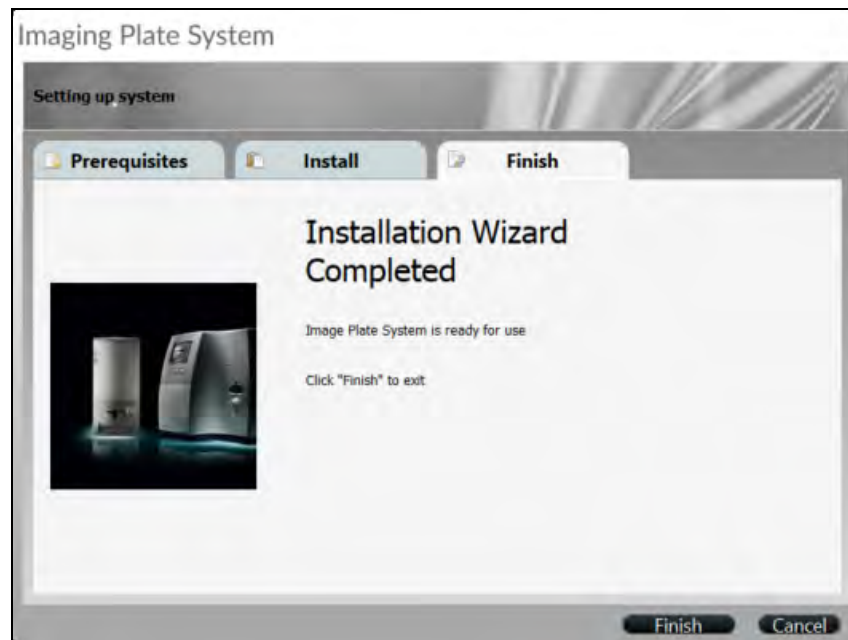 Imaging Plate System
Setting up system
Prerequisites
Install
Finish
Installation Wizard
Completed
Image Plate System is ready for use
Click "Finish" to exit
Finish
Cancel